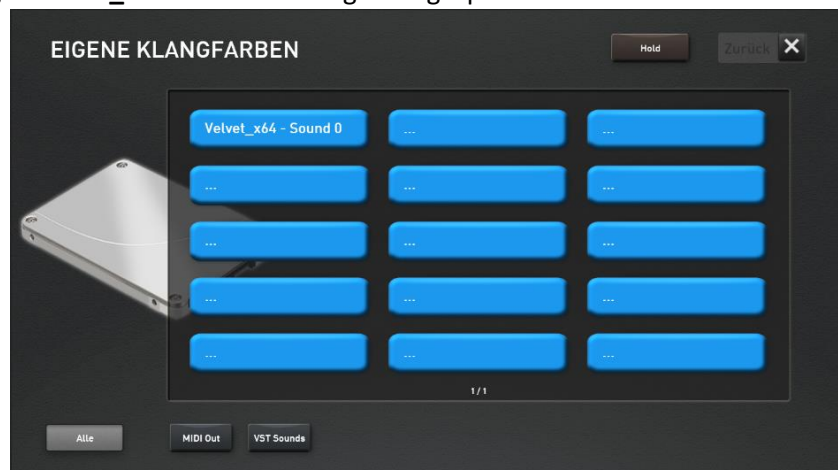 EIGENE KLANGFARBEN
Hold
Zurück
Velvet_x64 - Sound 0 ... ...
... ... ...
... ... ...
... ... ...
... ... ...
1/1
Alle
MIDI Out
VST Sounds